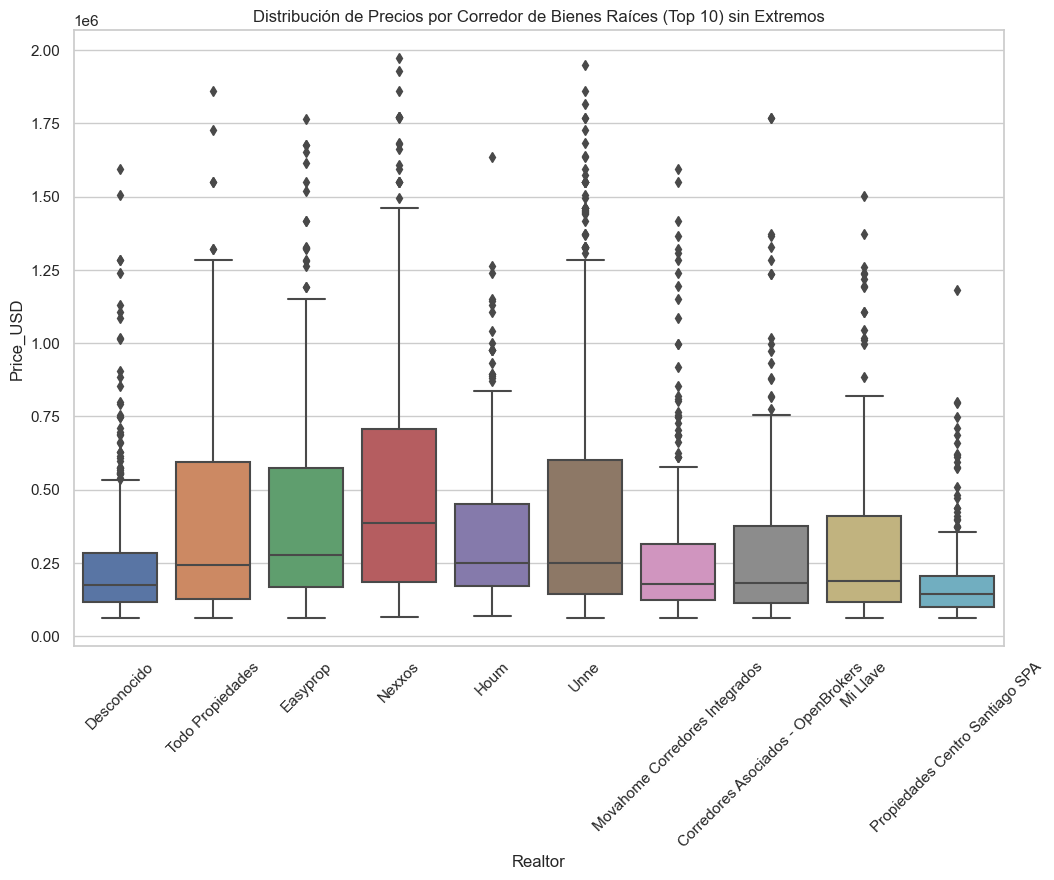 Distribución de Precios por Corredor de Bienes Raíces (Top 10) sin Extremos
1e6
2.00
1.75
1.50
1.25
1.00
0.75
0.50
0.25
0.00
Price_USD
Desconocido
Todo Propiedades
Easyprop
Nexxos
Houm
Unne
Movahome Corredores Integrados
Corredores Asociados - OpenBrokers
Mi Llave
Propiedades Centro Santiago SPA
Realtor